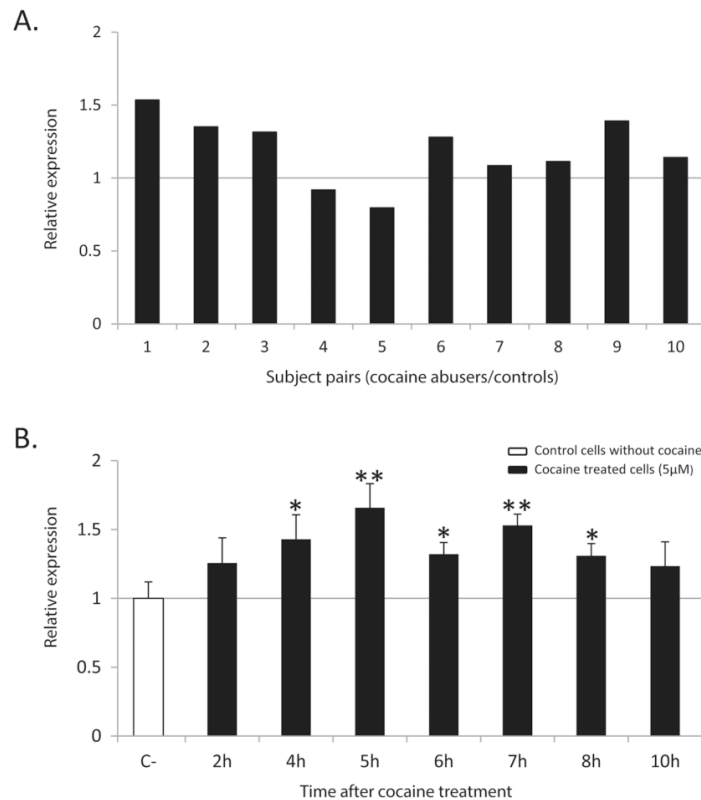 A.
2
1.5
1
0.5
0
Relative expression
1 2 3 4 5 6 7 8 9 10
Subject pairs (cocaine abusers/controls)
B.
Control cells without cocaine
Cocaine treated cells (5μM)
2
1.5
1
0.5
0
Relative expression
* ** * ** *
C- 2h 4h 5h 6h 7h 8h 10h
Time after cocaine treatment